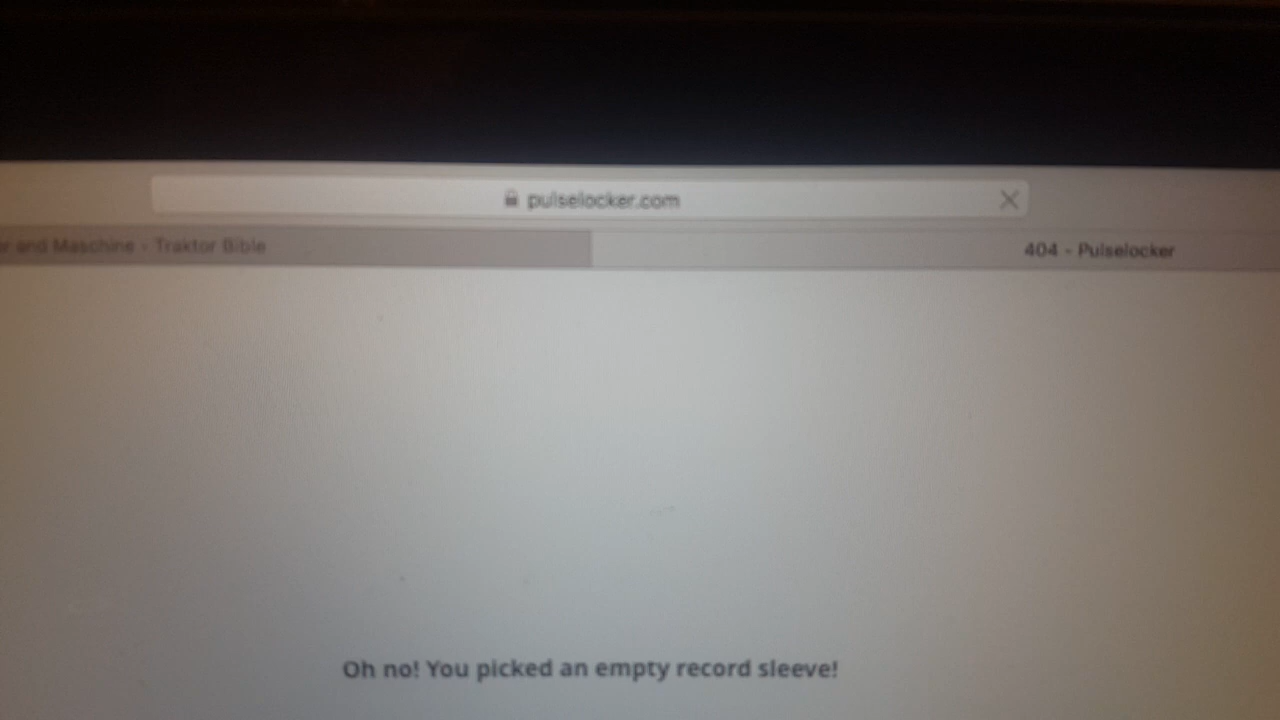 pulselocker.com
r and Maschine - Traktor Bible
404 - Pulselocker
Oh no! You picked an empty record sleeve!